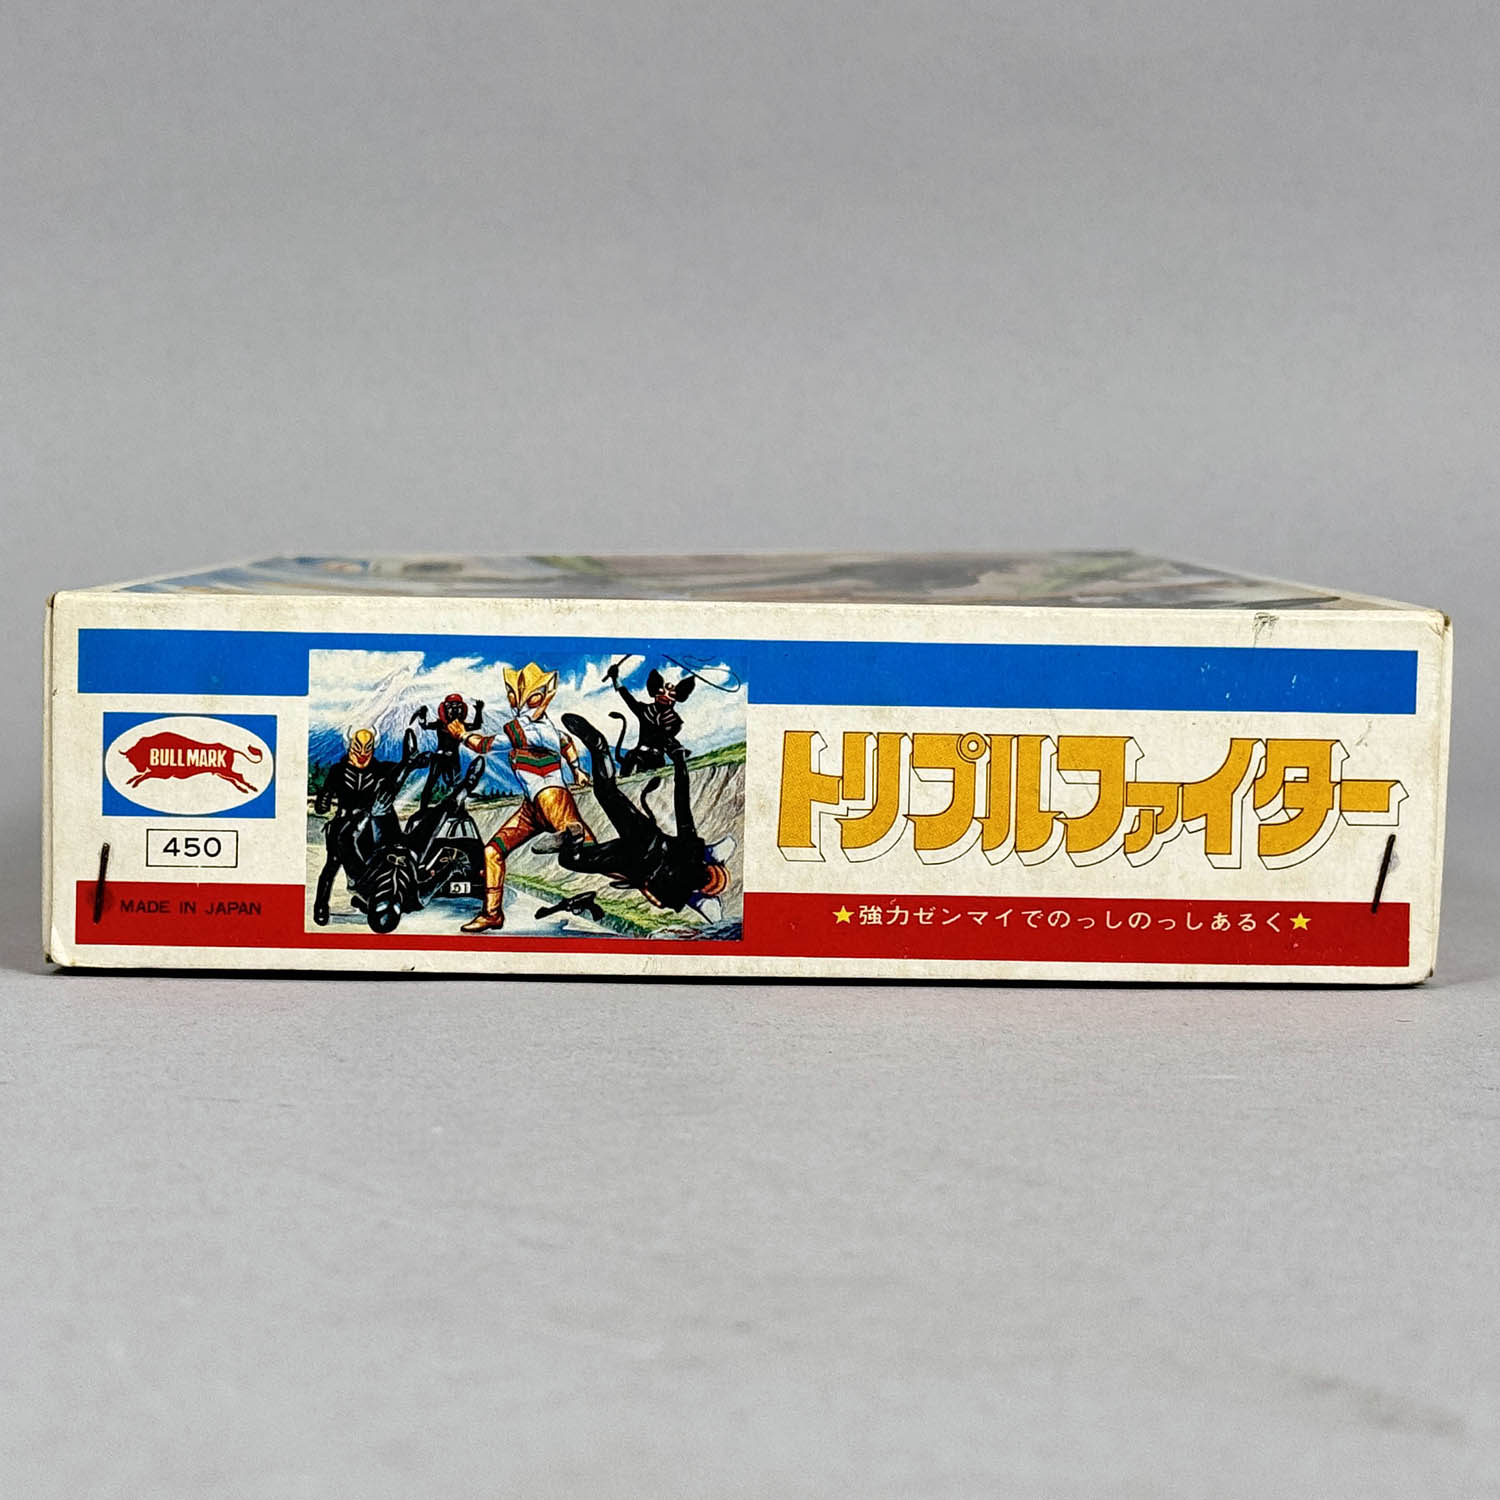 BULLMARK
450
MADE IN JAPAN
トリプルファイター
★強力ゼンマイでのっしのっしあるく★